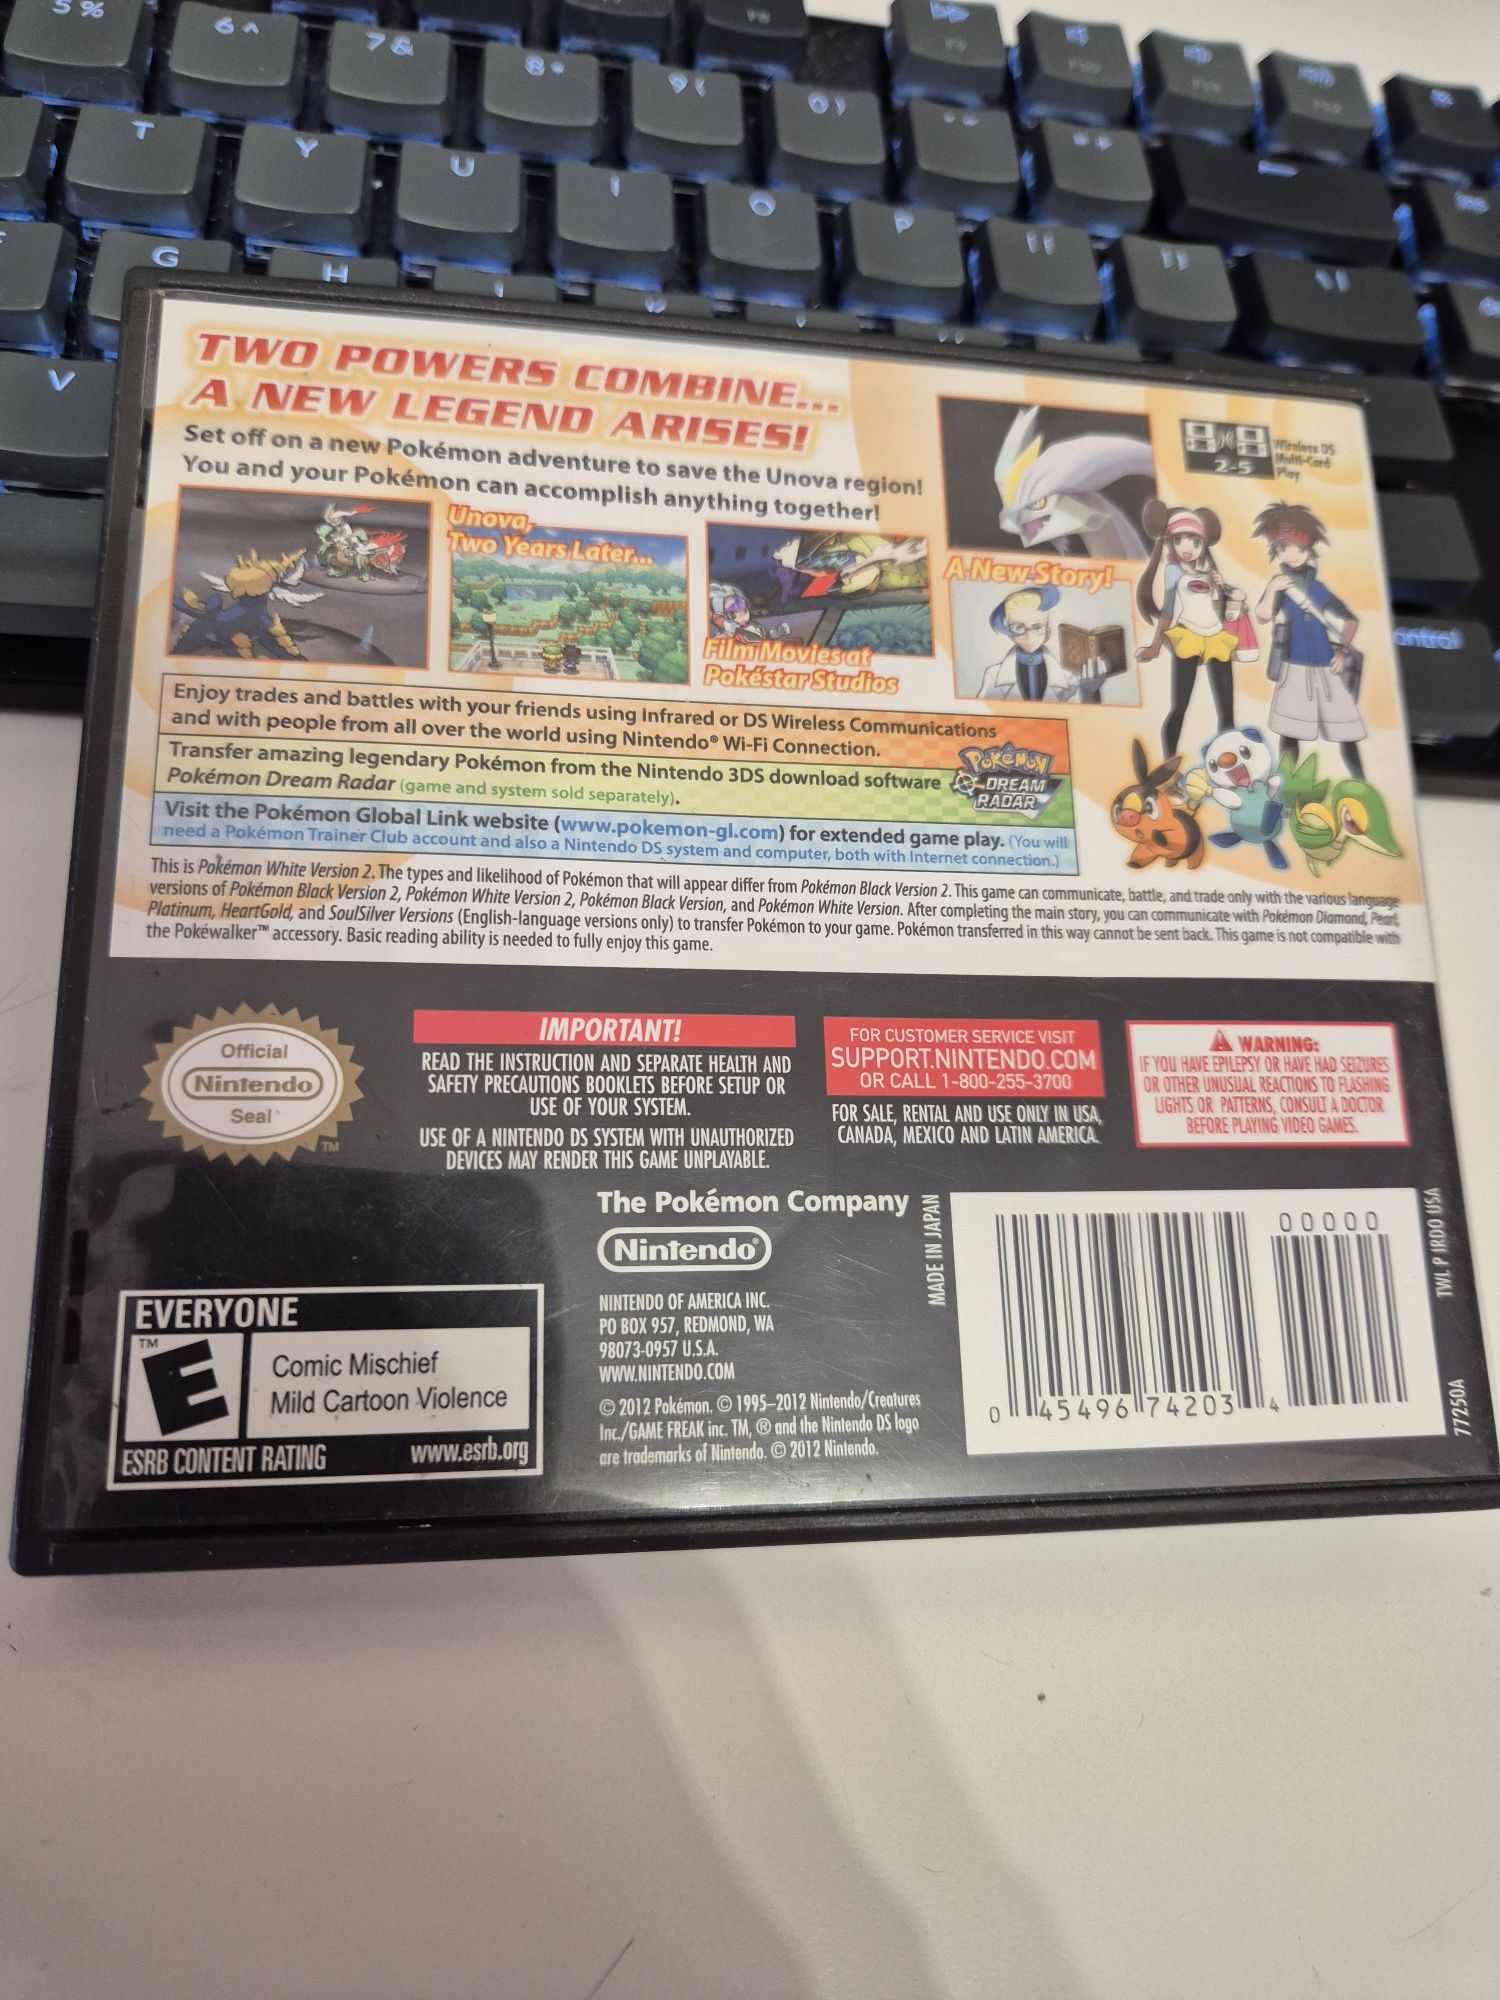 5 %
6 ^
7 &
8 *
9 (
0 )
T
Y
U
I
O
P
G
H
V
control
TWO POWERS COMBINE...
A NEW LEGEND ARISES!
Set off on a new Pokémon adventure to save the Unova region!
You and your Pokémon can accomplish anything together!
2-5
Wireless DS
Multi-Card
Play
Unova,
Two Years Later...
Film Movies at
Pokéstar Studios
A New Story!
Enjoy trades and battles with your friends using Infrared or DS Wireless Communications
and with people from all over the world using Nintendo® Wi-Fi Connection.
Transfer amazing legendary Pokémon from the Nintendo 3DS download software
Pokémon Dream Radar (game and system sold separately).
POKéMON
DREAM
RADAR
Visit the Pokémon Global Link website (www.pokemon-gl.com) for extended game play. (You will
need a Pokémon Trainer Club account and also a Nintendo DS system and computer, both with Internet connection.)
This is Pokémon White Version 2. The types and likelihood of Pokémon that will appear differ from Pokémon Black Version 2. This game can communicate, battle, and trade only with the various language
versions of Pokémon Black Version 2, Pokémon White Version 2, Pokémon Black Version, and Pokémon White Version. After completing the main story, you can communicate with Pokémon Diamond, Pearl,
Platinum, HeartGold, and SoulSilver Versions (English-language versions only) to transfer Pokémon to your game. Pokémon transferred in this way cannot be sent back. This game is not compatible with
the Pokéwalker™ accessory. Basic reading ability is needed to fully enjoy this game.
Official
Nintendo
Seal
TM
IMPORTANT!
READ THE INSTRUCTION AND SEPARATE HEALTH AND
SAFETY PRECAUTIONS BOOKLETS BEFORE SETUP OR
USE OF YOUR SYSTEM.
USE OF A NINTENDO DS SYSTEM WITH UNAUTHORIZED
DEVICES MAY RENDER THIS GAME UNPLAYABLE.
FOR CUSTOMER SERVICE VISIT
SUPPORT.NINTENDO.COM
OR CALL 1-800-255-3700
FOR SALE, RENTAL AND USE ONLY IN USA,
CANADA, MEXICO AND LATIN AMERICA.
WARNING:
IF YOU HAVE EPILEPSY OR HAVE HAD SEIZURES
OR OTHER UNUSUAL REACTIONS TO FLASHING
LIGHTS OR PATTERNS, CONSULT A DOCTOR
BEFORE PLAYING VIDEO GAMES.
The Pokémon Company
Nintendo®
NINTENDO OF AMERICA INC.
PO BOX 957, REDMOND, WA
98073-0957 U.S.A.
WWW.NINTENDO.COM
© 2012 Pokémon. © 1995–2012 Nintendo/Creatures
Inc./GAME FREAK inc. TM, ® and the Nintendo DS logo
are trademarks of Nintendo. © 2012 Nintendo.
MADE IN JAPAN
00000
0 45496 74203 4
TWL P IRDO USA
77250A
EVERYONE
TM
E
Comic Mischief
Mild Cartoon Violence
ESRB CONTENT RATING www.esrb.org